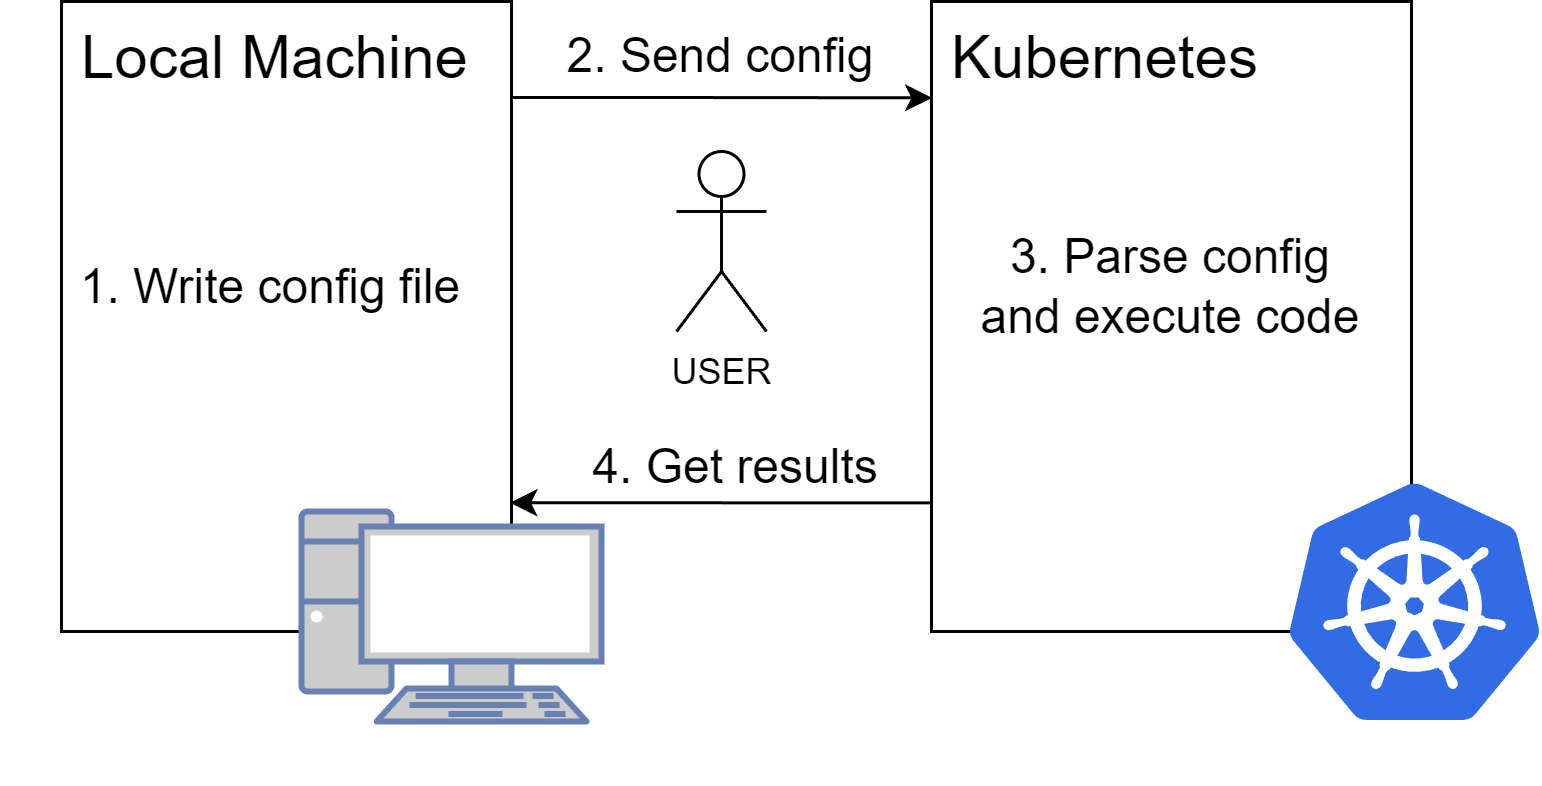 Local Machine
2. Send config
Kubernetes
1. Write config file
3. Parse config
and execute code
USER
4. Get results